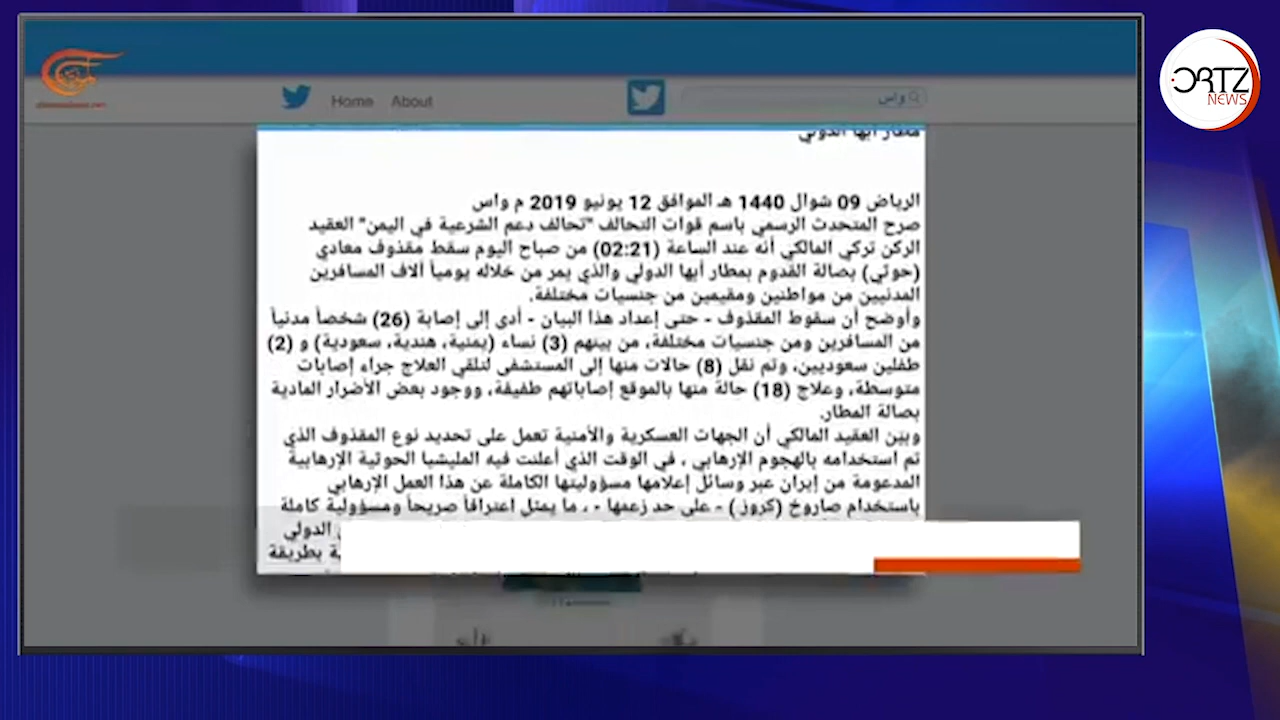 ORTZ
NEWS
Home About
واس
مطار أبها الدولي
الرياض 09 شوال 1440 هـ الموافق 12 يونيو 2019 م واس
صرح المتحدث الرسمي باسم قوات التحالف "تحالف دعم الشرعية في اليمن" العقيد
الركن تركي المالكي أنه عند الساعة (02:21) من صباح اليوم سقط مقذوف معادي
(حوثي) بصالة القدوم بمطار أبها الدولي والذي يمر من خلاله يومياً آلاف المسافرين
المدنيين من مواطنين ومقيمين من جنسيات مختلفة.
وأوضح أن سقوط المقذوف - حتى إعداد هذا البيان - أدى إلى إصابة (26) شخصاً مدنياً
من المسافرين ومن جنسيات مختلفة، من بينهم (3) نساء (يمنية، هندية، سعودية) و (2)
طفلين سعوديين، وتم نقل (8) حالات منها إلى المستشفى لتلقي العلاج جراء إصابات
متوسطة، وعلاج (18) حالة منها بالموقع إصاباتهم طفيفة، ووجود بعض الأضرار المادية
بصالة المطار.
وبيّن العقيد المالكي أن الجهات العسكرية والأمنية تعمل على تحديد نوع المقذوف الذي
تم استخدامه بالهجوم الإرهابي ، في الوقت الذي أعلنت فيه المليشيا الحوثية الإرهابية
المدعومة من إيران عبر وسائل إعلامها مسؤوليتها الكاملة عن هذا العمل الإرهابي
باستخدام صاروخ (كروز ) - على حد زعمها - ، ما يمثل اعترافاً صريحاً ومسؤولية كاملة
الدولي
بطريقة